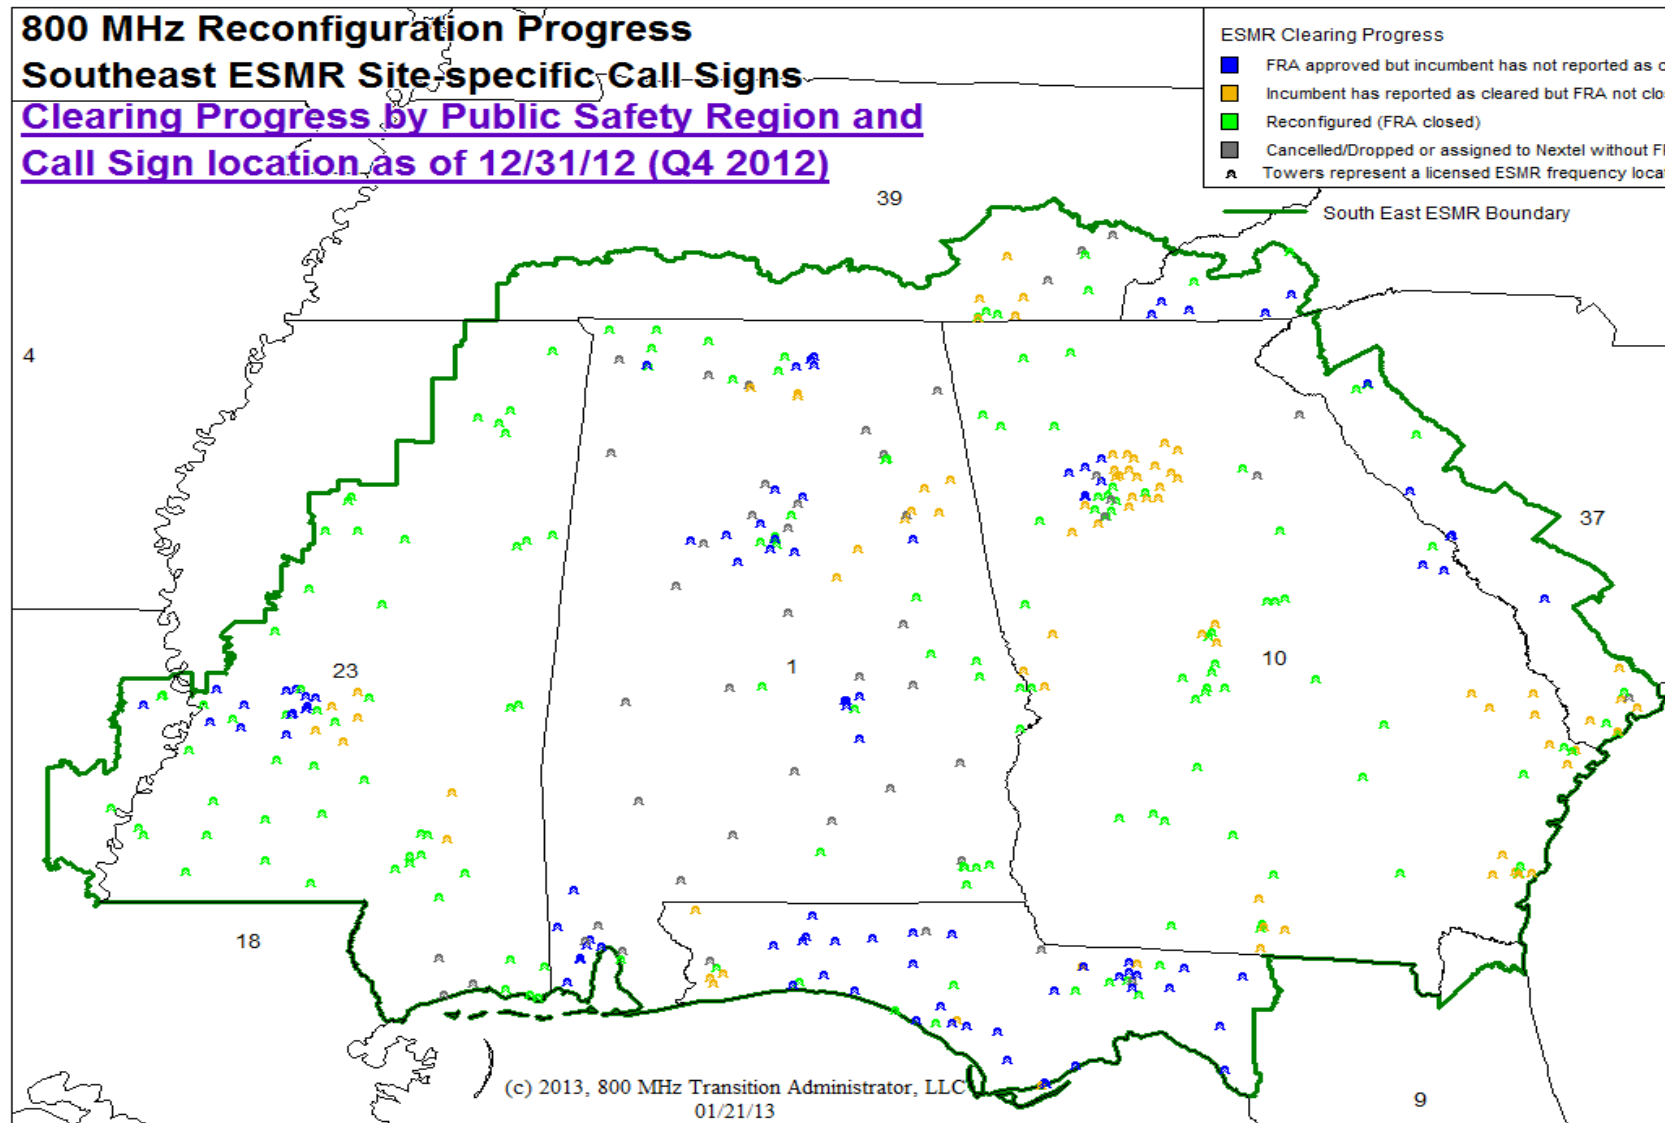 800 MHz Reconfiguration Progress
Southeast ESMR Site-specific Call Signs
Clearing Progress by Public Safety Region and
Call Sign location as of 12/31/12 (Q4 2012)
ESMR Clearing Progress
FRA approved but incumbent has not reported as
Incumbent has reported as cleared but FRA not
Reconfigured (FRA closed)
Cancelled/Dropped or assigned to Nextel without
Towers represent a licensed ESMR frequency
South East ESMR Boundary
39
4
37
23
1
10
18
9
(c) 2013, 800 MHz Transition Administrator, LLC
01/21/13